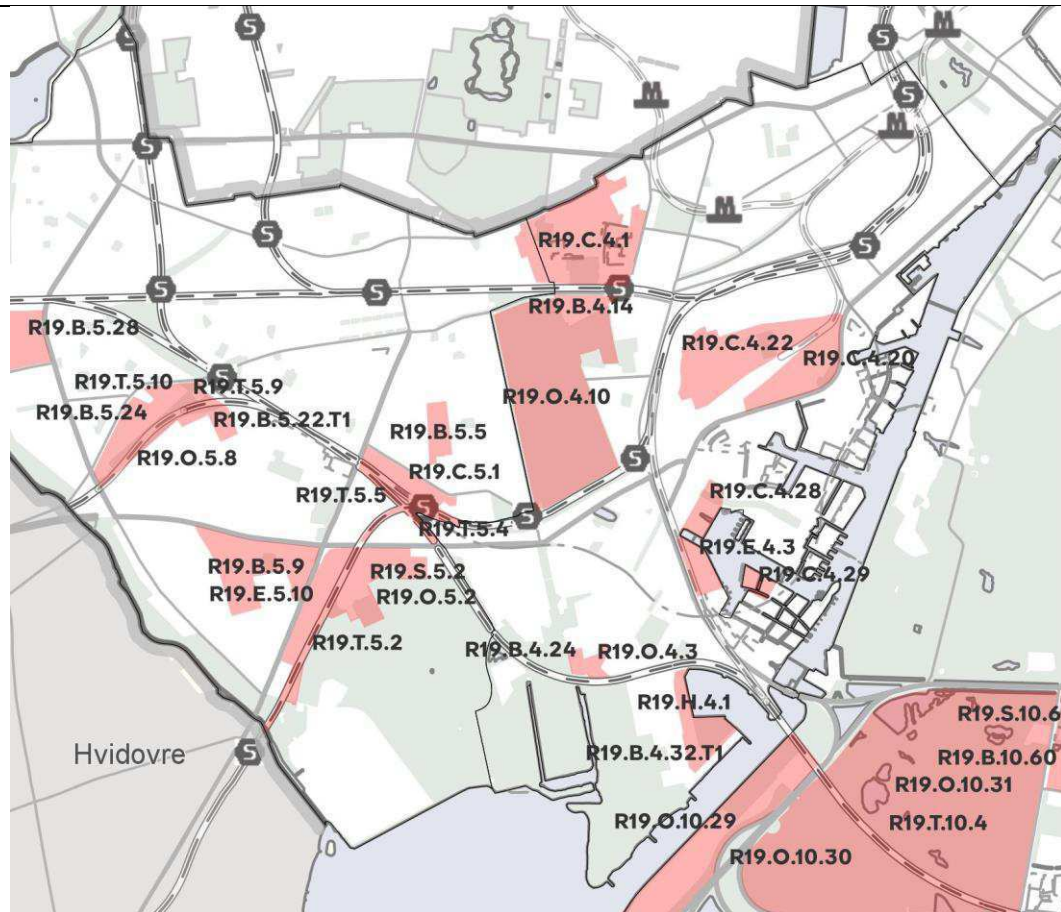 S
S
S
M
S
M
S
M
M
R19.C.4.1
S
S
S
S
S
R19.B.4.14
R19.B.5.28
R19.C.4.22
R19.C.4.20
S
R19.T.5.10
R19.T.5.9
R19.O.4.10
R19.B.5.24
R19.B.5.22.T1
R19.B.5.5
R19.O.5.8
R19.C.5.1
S
R19.T.5.5
R19.C.4.28
S
S
R19.T.5.4
R19.E.4.3
R19.B.5.9
R19.S.5.2
R19.C.4.29
R19.E.5.10
R19.O.5.2
R19.T.5.2
R19.B.4.24
R19.O.4.3
R19.H.4.1
R19.S.10.6
S
Hvidovre
R19.B.4.32.T1
R19.B.10.60
R19.O.10.31
R19.O.10.29
R19.T.10.4
R19.O.10.30